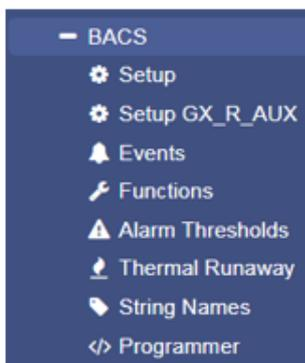 BACS
Setup
Setup GX_R_AUX
Events
Functions
Alarm Thresholds
Thermal Runaway
String Names
Programmer